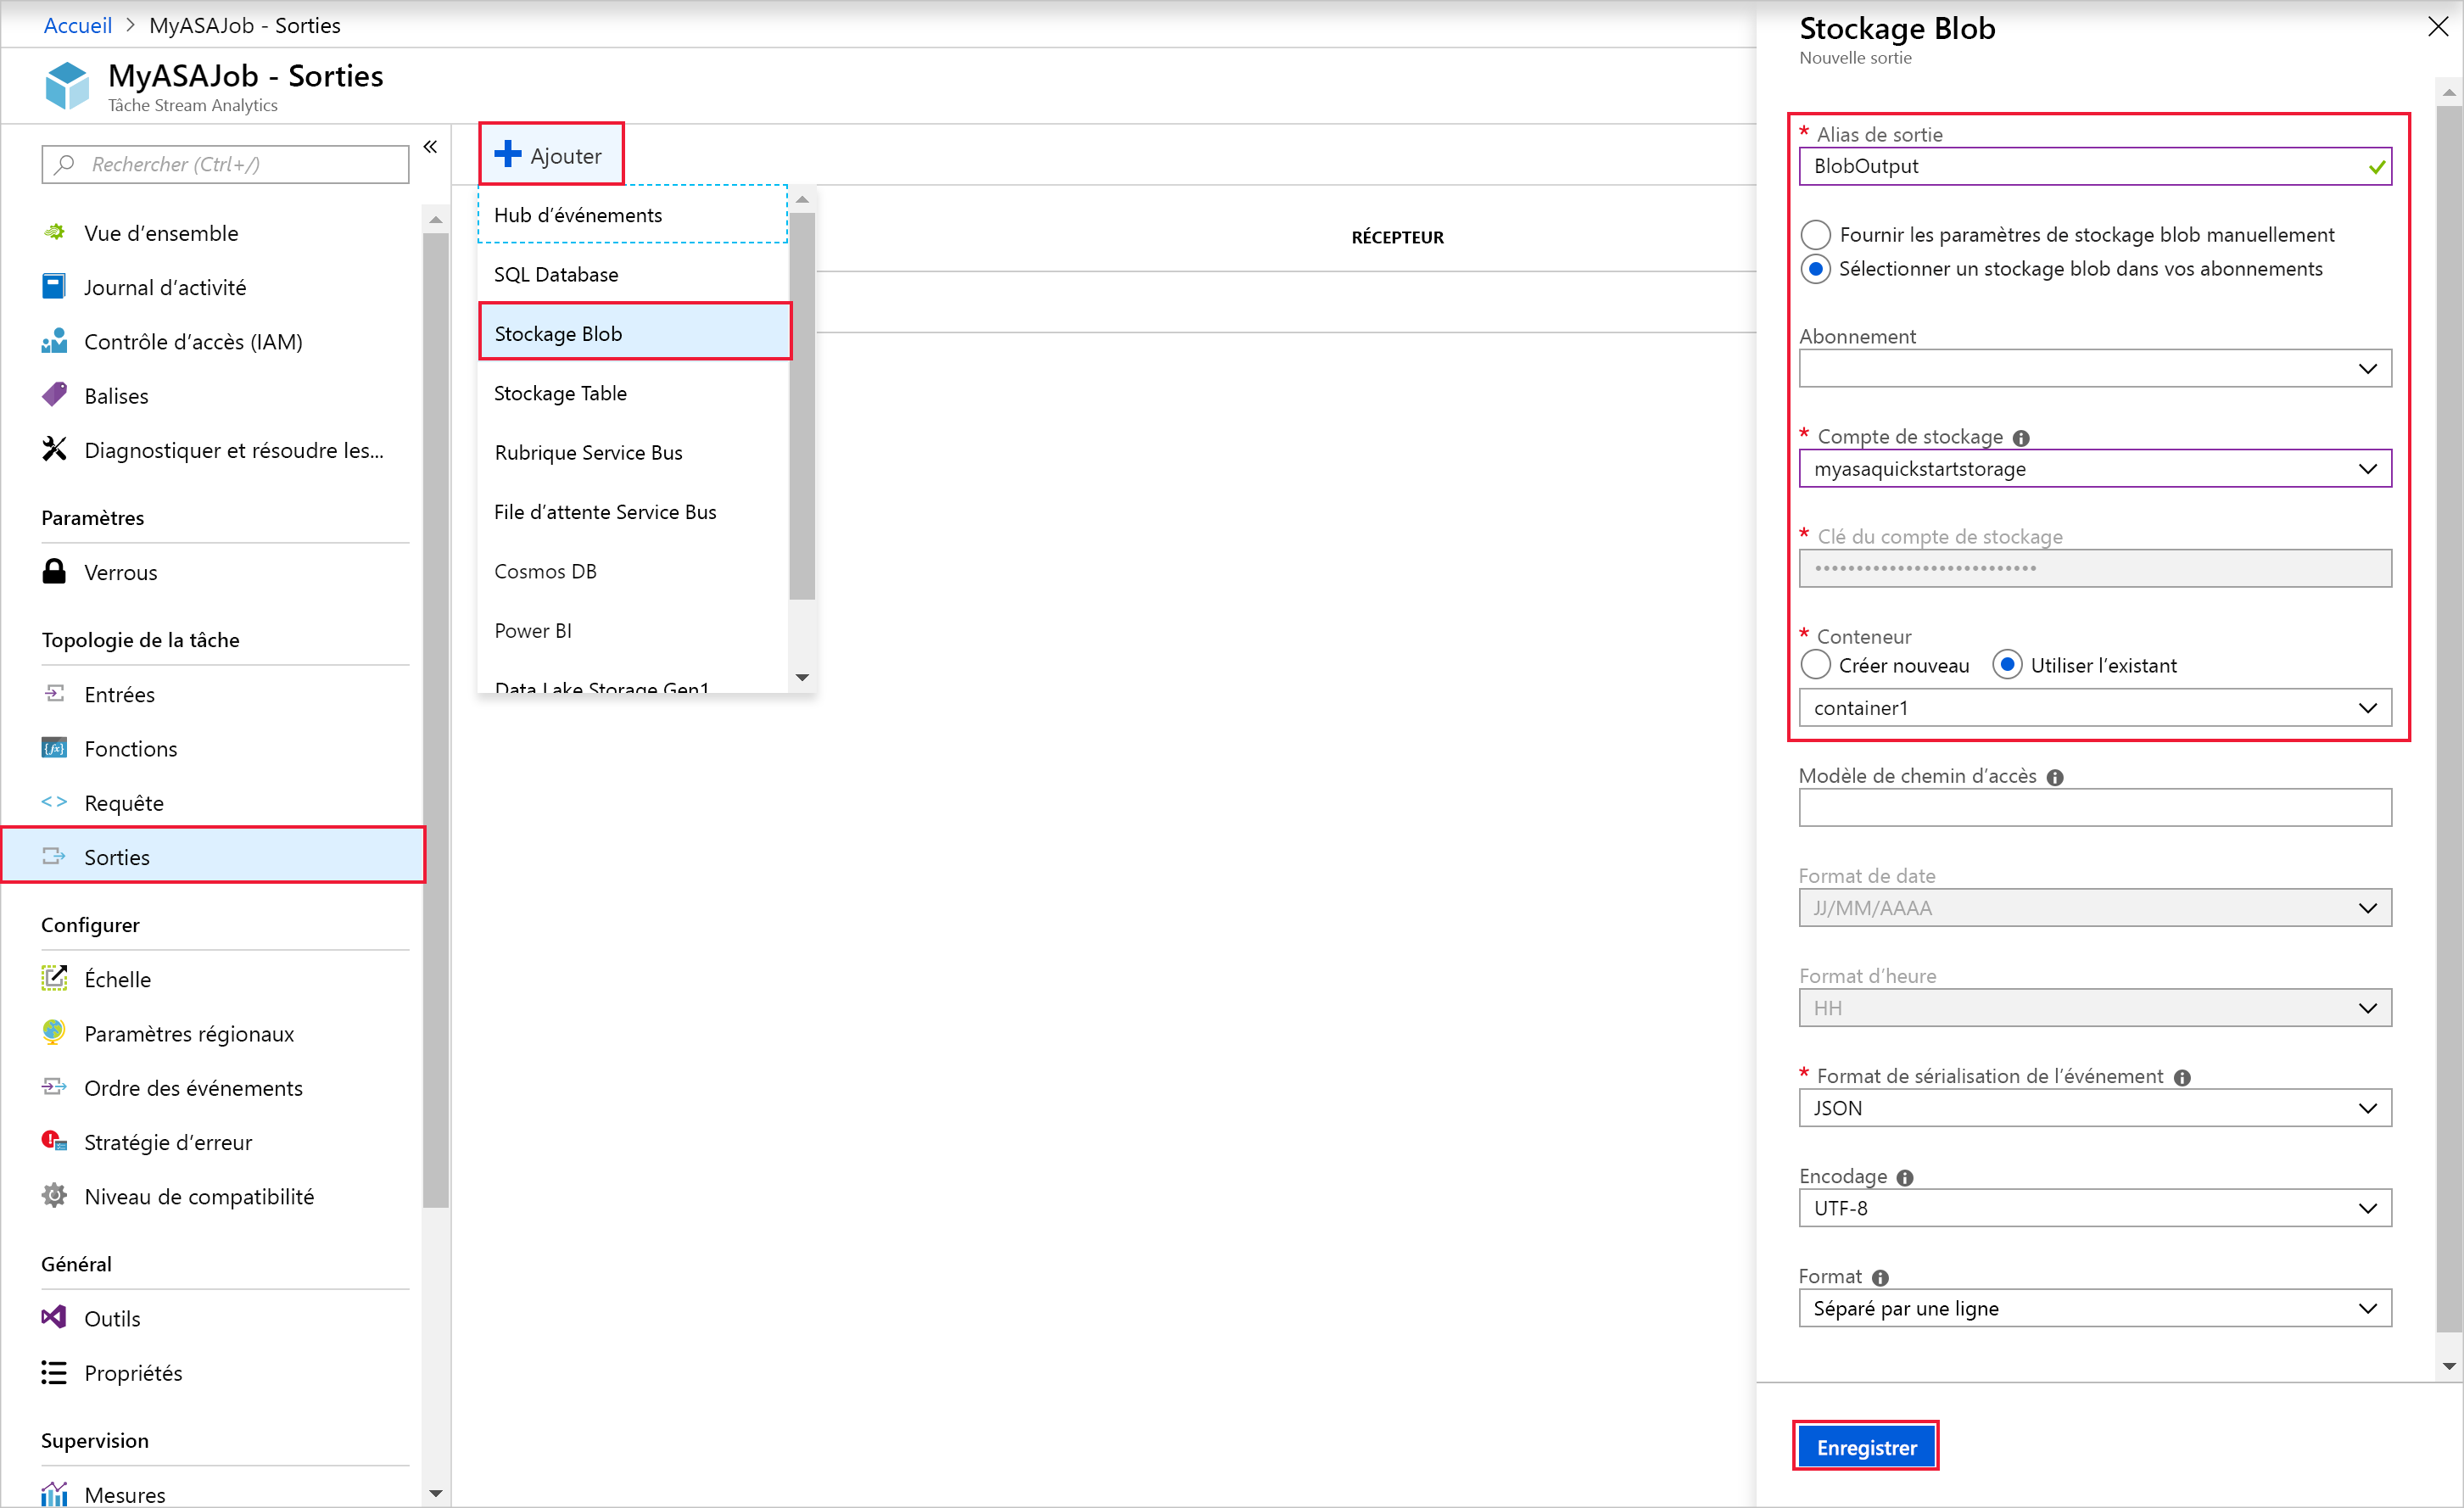 Accueil > MyASAJob - Sorties
MyASAJob - Sorties
Tâche Stream Analytics
Rechercher (Ctrl+/)
Vue d’ensemble
Journal d’activité
Contrôle d’accès (IAM)
Balises
Diagnostiquer et résoudre les...
Paramètres
Verrous
Topologie de la tâche
Entrées
Fonctions
Requête
Sorties
Configurer
Échelle
Paramètres régionaux
Ordre des événements
Stratégie d’erreur
Niveau de compatibilité
Général
Outils
Propriétés
Supervision
Mesures
Ajouter
Hub d’événements
SQL Database
Stockage Blob
Stockage Table
Rubrique Service Bus
File d’attente Service Bus
Cosmos DB
Power BI
Data Lake Storage Gen1
RÉCEPTEUR
Stockage Blob
Nouvelle sortie
* Alias de sortie
BlobOutput
Fournir les paramètres de stockage blob manuellement
Sélectionner un stockage blob dans vos abonnements
Abonnement
* Compte de stockage
myasaquickstartstorage
* Clé du compte de stockage
* Conteneur
Créer nouveau Utiliser l’existant
container1
Modèle de chemin d’accès
Format de date
JJ/MM/AAAA
Format d’heure
HH
* Format de sérialisation de l’événement
JSON
Encodage
UTF-8
Format
Séparé par une ligne
Enregistrer